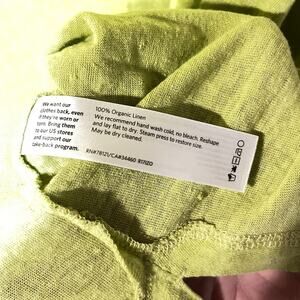 We want our
clothes back, even
if they're worn or
torn. Bring them
to our US stores
and support our
take-back program.
100% Organic Linen
We recommend hand wash cold, no bleach. Reshape
and lay flat to dry. Steam press to restore size.
May be dry cleaned.
RN#78121/CA#34460